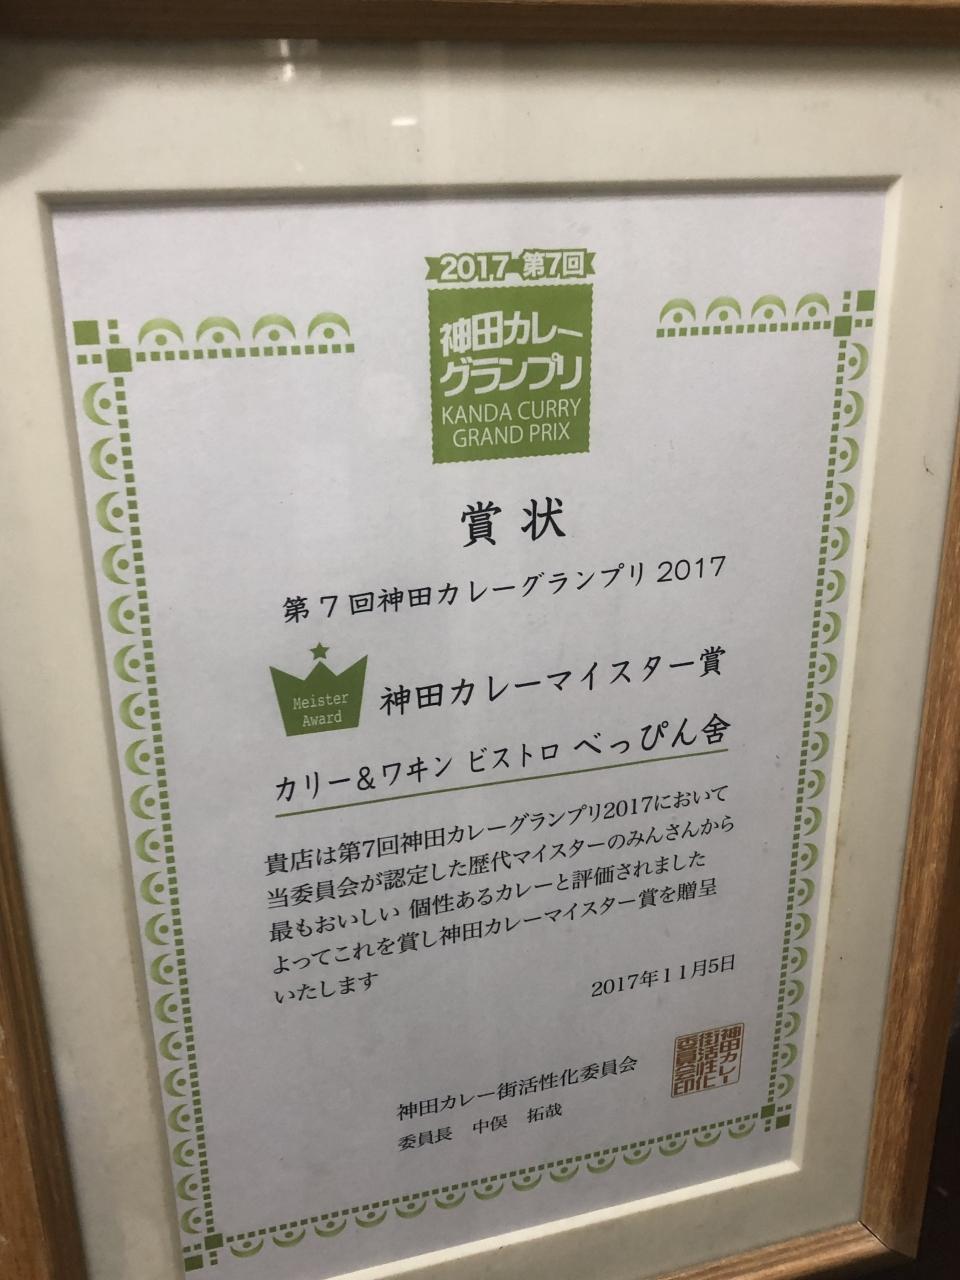 2017 第7回
神田カレー
グランプリ
KANDA CURRY
GRAND PRIX
賞状
第7回神田カレーグランプリ2017
Meister
Award
神田カレーマイスター賞
カリー&ワヰン ビストロ べっぴん舎
貴店は第7回神田カレーグランプリ2017において
当委員会が認定した歴代マイスターのみんさんから
最もおいしい 個性あるカレーと評価されました
よってこれを賞し神田カレーマイスター賞を贈呈
いたします
2017年11月5日
神田カレー街活性化委員会
委員長 中俣 拓哉
神田カレー
街活性化
委員会印